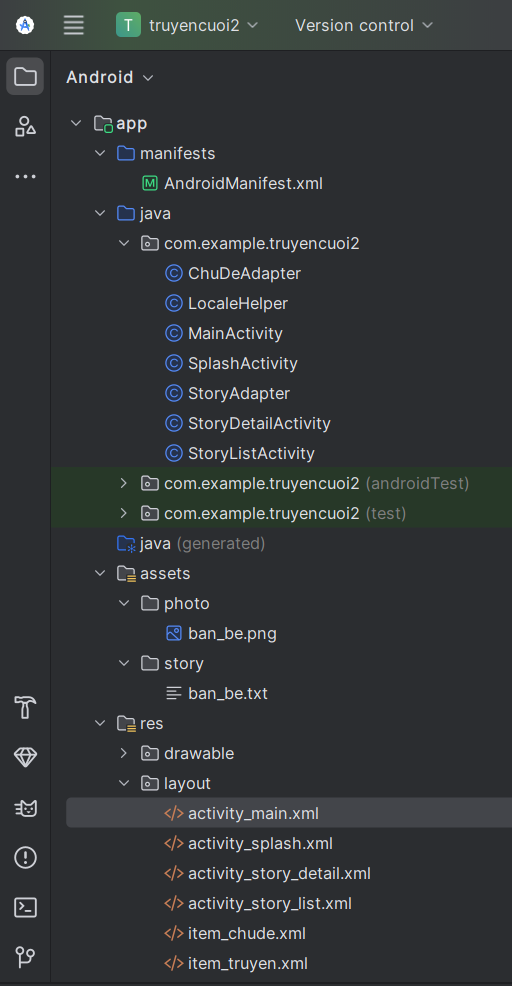 T truyencuoi2 Version control
Android
app
manifests
M AndroidManifest.xml
java
com.example.truyencuoi2
C ChuDeAdapter
C LocaleHelper
C MainActivity
C SplashActivity
C StoryAdapter
C StoryDetailActivity
C StoryListActivity
com.example.truyencuoi2 (androidTest)
com.example.truyencuoi2 (test)
java (generated)
assets
photo
ban_be.png
story
ban_be.txt
res
drawable
layout
</> activity_main.xml
</> activity_splash.xml
</> activity_story_detail.xml
</> activity_story_list.xml
</> item_chude.xml
</> item_truyen.xml